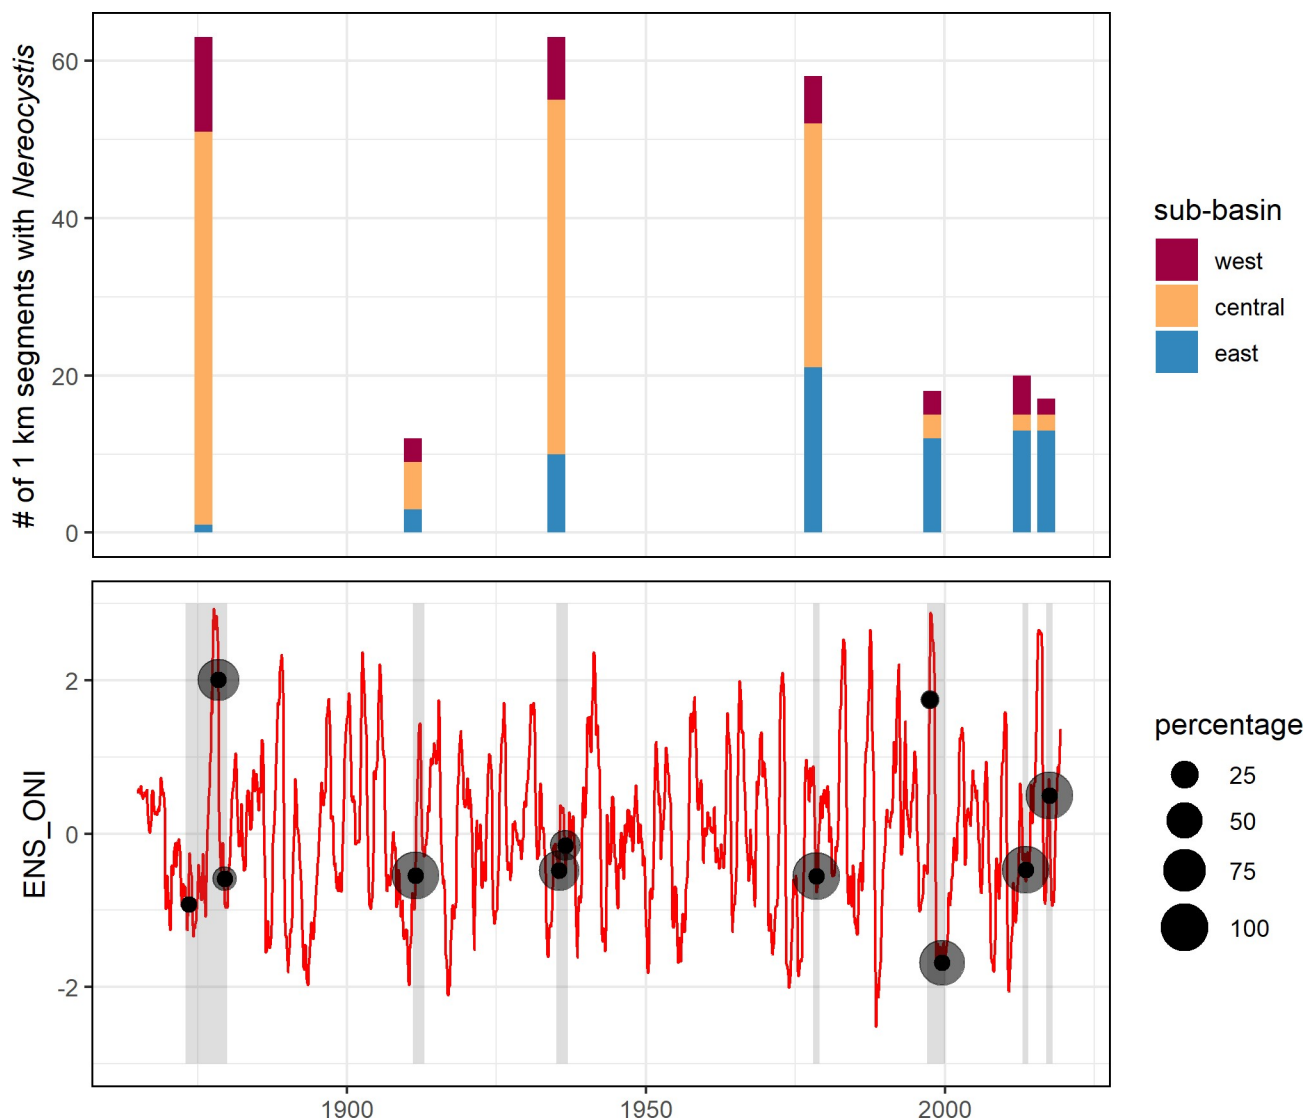 # of 1 km segments with Nereocystis
60
40
20
0
sub-basin
west
central
east
ENS_ONI
2
0
-2
1900
1950
2000
percentage
25
50
75
100